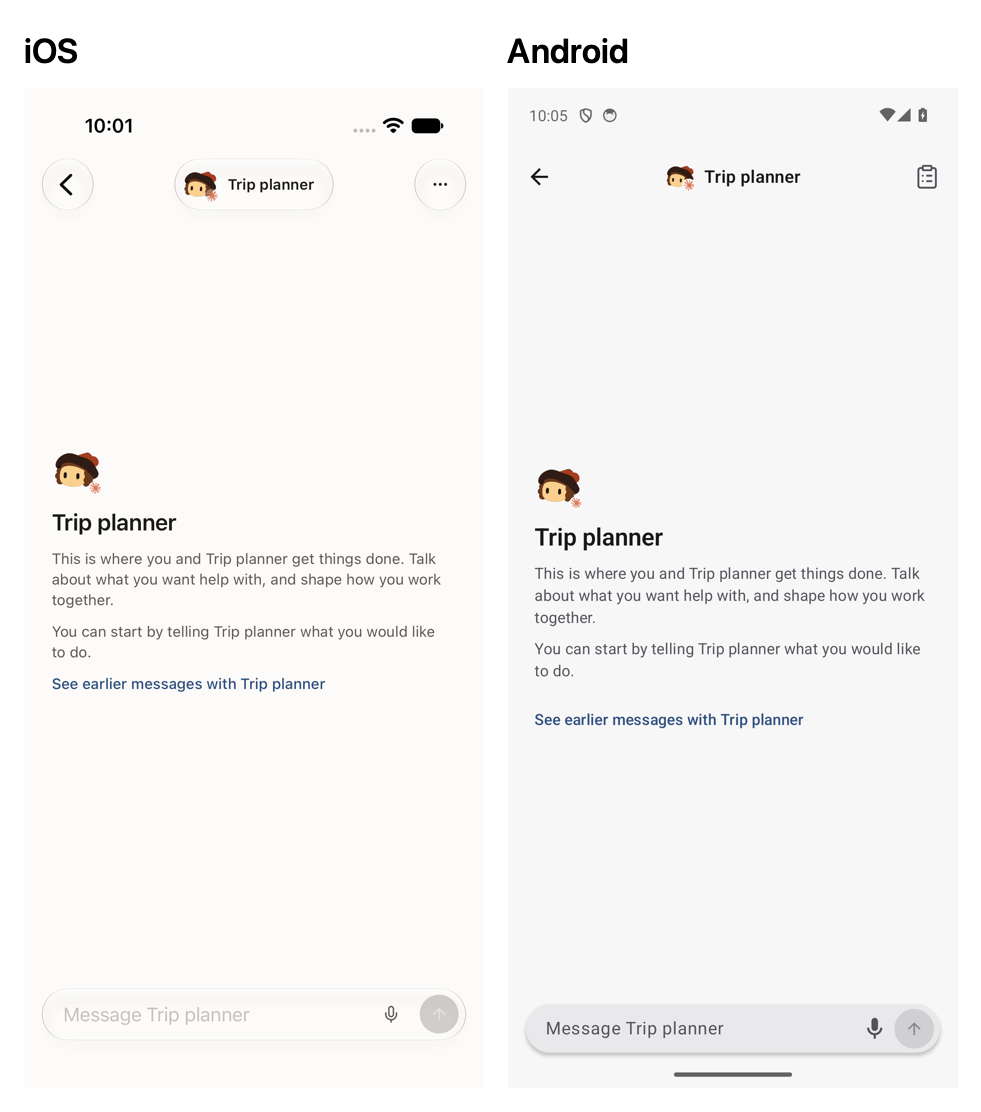 iOS
10:01
Trip planner
Trip planner
This is where you and Trip planner get things done. Talk
about what you want help with, and shape how you work
together.
You can start by telling Trip planner what you would like
to do.
See earlier messages with Trip planner
Message Trip planner
Android
10:05
Trip planner
Trip planner
This is where you and Trip planner get things done. Talk
about what you want help with, and shape how you work
together.
You can start by telling Trip planner what you would like
to do.
See earlier messages with Trip planner
Message Trip planner